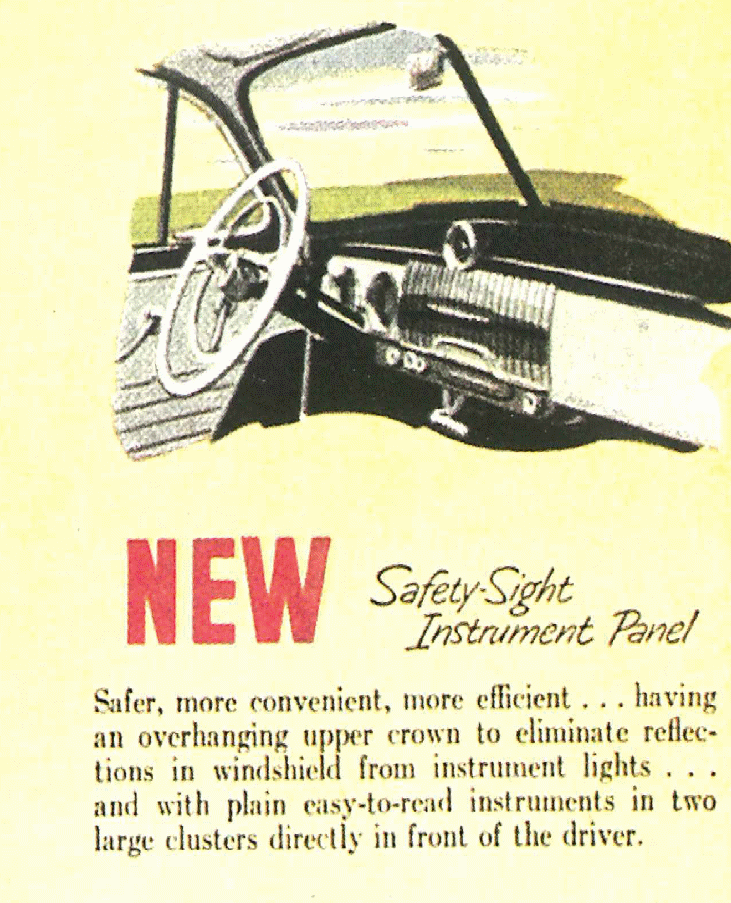 NEW
Safety-Sight
Instrument Panel
Safer, more convenient, more efficient . . . having
an overhanging upper crown to eliminate reflec-
tions in windshield from instrument lights . . .
and with plain easy-to-read instruments in two
large clusters directly in front of the driver.